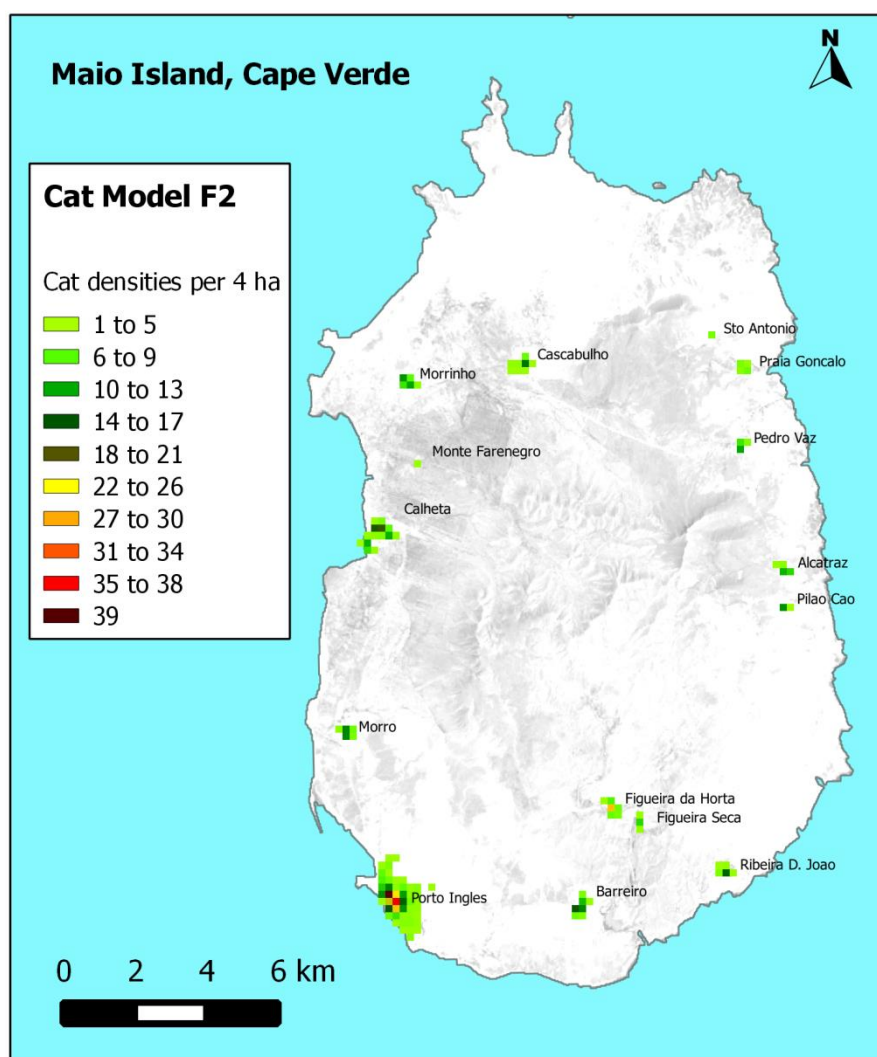 Maio Island, Cape Verde
N
Cat Model F2
Cat densities per 4 ha
1 to 5
6 to 9
10 to 13
14 to 17
18 to 21
22 to 26
27 to 30
31 to 34
35 to 38
39
Sto Antonio
Cascabulho
Praia Goncalo
Morrinho
Pedro Vaz
Monte Farenegro
Calheta
Alcatraz
Pilao Cao
Morro
Figueira da Horta
Figueira Seca
Ribeira D. Joao
Barreiro
Porto Ingles
0 2 4 6 km